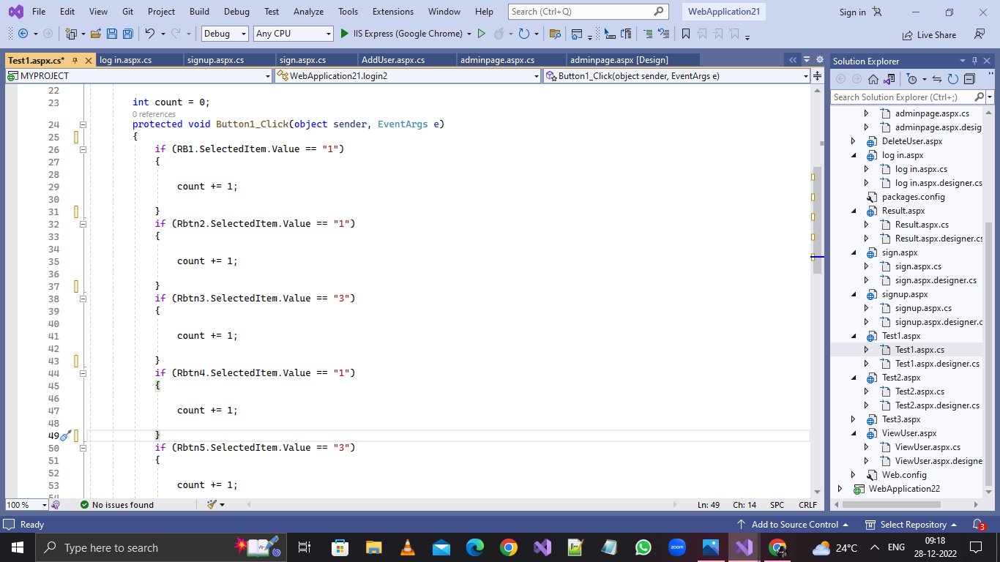 File Edit View Git Project Build Debug Test Analyze Tools Extensions Window Help Search (Ctrl+Q) WebApplication21 Sign in
Debug Any CPU IIS Express (Google Chrome) Live Share
Test1.aspx.cs* log in.aspx.cs signup.aspx.cs sign.aspx.cs AddUser.aspx.cs adminpage.aspx.cs adminpage.aspx [Design]
MYPROJECT WebApplication21.login2 Button1_Click(object sender, EventArgs e)
22
23 int count = 0;
0 references
24 protected void Button1_Click(object sender, EventArgs e)
25 {
26 if (RB1.SelectedItem.Value == "1")
27 {
28
29 count += 1;
30
31 }
32 if (Rbtn2.SelectedItem.Value == "1")
33 {
34
35 count += 1;
36
37 }
38 if (Rbtn3.SelectedItem.Value == "3")
39 {
40
41 count += 1;
42
43 }
44 if (Rbtn4.SelectedItem.Value == "1")
45 {
46
47 count += 1;
48
49 }
50 if (Rbtn5.SelectedItem.Value == "3")
51 {
52
53 count += 1;
100 % No issues found Ln: 49 Ch: 14 SPC CRLF
Solution Explorer
Search Solution Explorer (Ctrl+;)
adminpage.aspx.cs
adminpage.aspx.desig
DeleteUser.aspx
log in.aspx
log in.aspx.cs
log in.aspx.designer.cs
packages.config
Result.aspx
Result.aspx.cs
Result.aspx.designer.cs
sign.aspx
sign.aspx.cs
sign.aspx.designer.cs
signup.aspx
signup.aspx.cs
signup.aspx.designer.c
Test1.aspx
Test1.aspx.cs
Test1.aspx.designer.cs
Test2.aspx
Test2.aspx.cs
Test2.aspx.designer.cs
Test3.aspx
ViewUser.aspx
ViewUser.aspx.cs
ViewUser.aspx.designe
Web.config
WebApplication22
Ready Add to Source Control Select Repository 3
Type here to search zoom 24°C ENG 09:18
28-12-2022